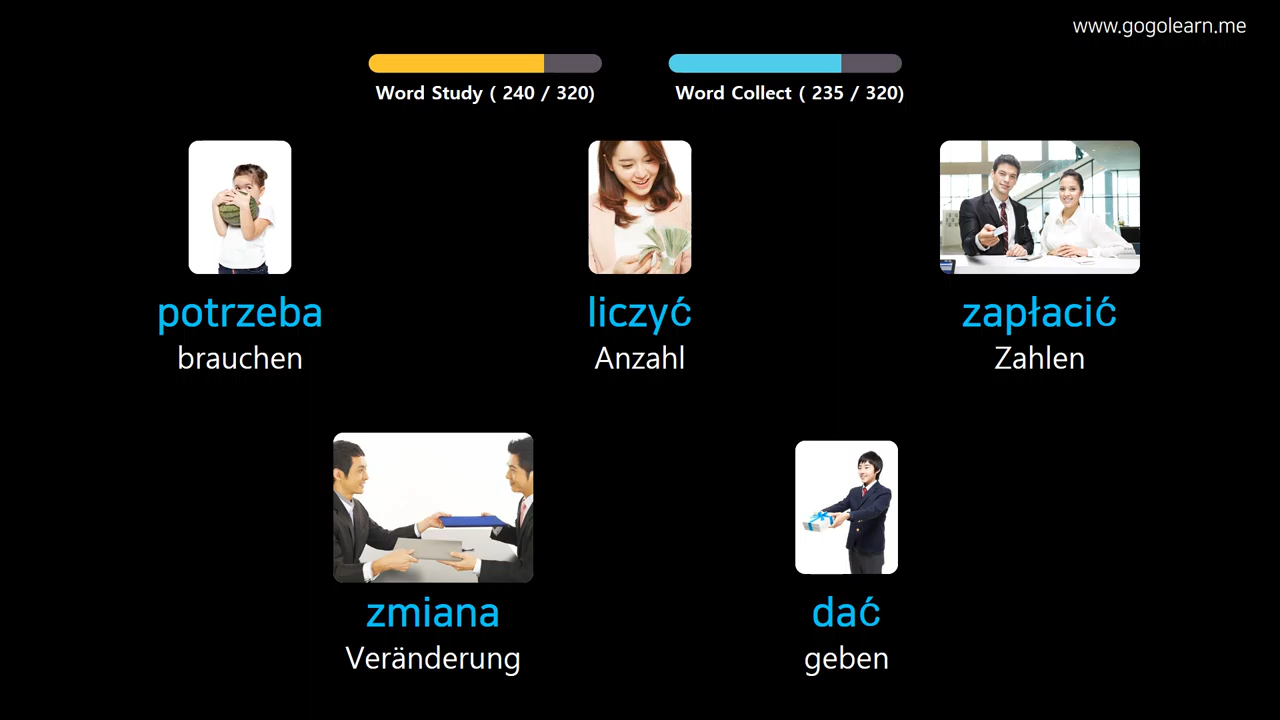 www.gogolearn.me
Word Study ( 240 / 320)
Word Collect ( 235 / 320)
potrzeba
brauchen
liczyć
Anzahl
zapłacić
Zahlen
zmiana
Veränderung
dać
geben